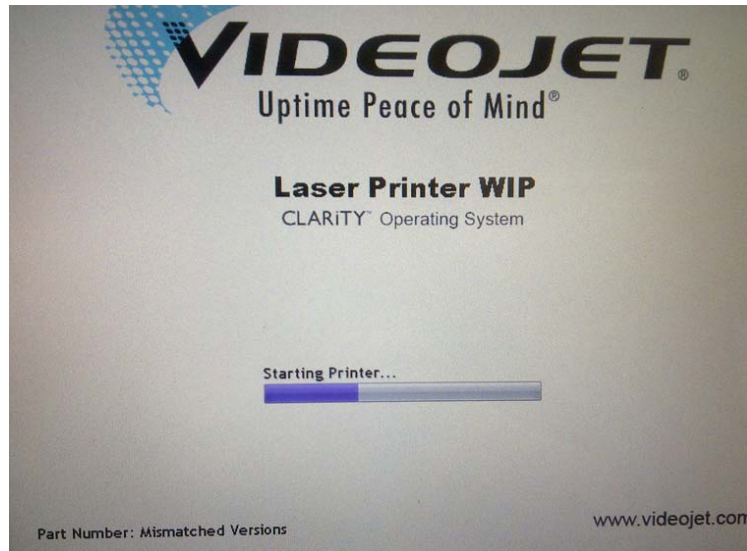 VIDEOJET®
Uptime Peace of Mind®
Laser Printer WIP
CLARiTY™ Operating System
Starting Printer...
Part Number: Mismatched Versions
www.videojet.com